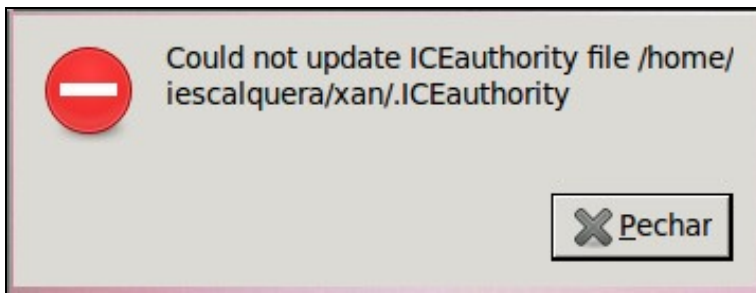 Could not update ICEauthority file /home/
iescalquera/xan/.ICEauthority
Pechar